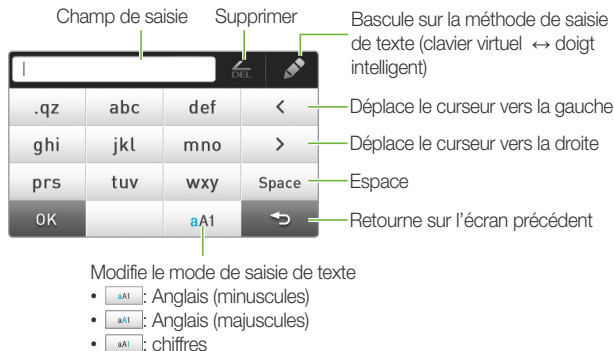 Champ de saisie
Supprimer
Bascule sur la méthode de saisie
de texte (clavier virtuel ↔ doigt
intelligent)
DEL
.qz abc def <
Déplace le curseur vers la gauche
ghi jkl mno >
Déplace le curseur vers la droite
prs tuv wxy Space
Espace
OK aA1
Retourne sur l'écran précédent
Modifie le mode de saisie de texte
• aA1: Anglais (minuscules)
• aA1: Anglais (majuscules)
• aA1: chiffres